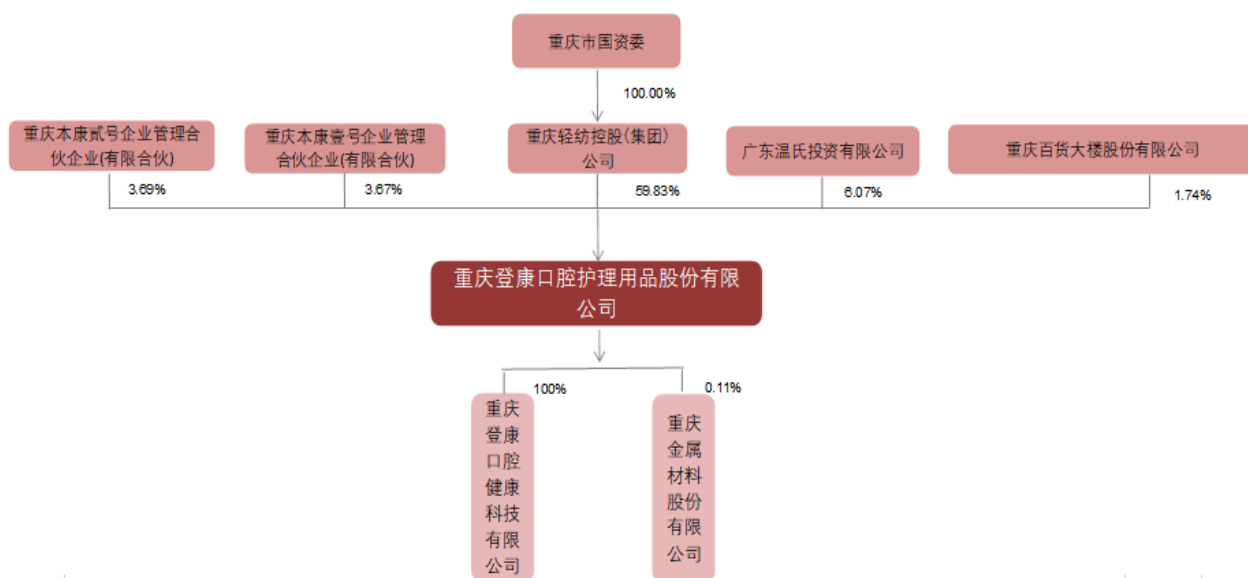 重庆市国资委
100.00%
重庆本康贰号企业管理合
伙企业(有限合伙)
重庆本康壹号企业管理
合伙企业(有限合伙)
重庆轻纺控股(集团)
公司
广东温氏投资有限公司
重庆百货大楼股份有限公司
3.69%
3.67%
59.83%
6.07%
1.74%
重庆登康口腔护理用品股份有限
公司
100%
0.11%
重庆
登康
口腔
健康
科技
有限
公司
重庆
金属
材料
股份
有限
公司